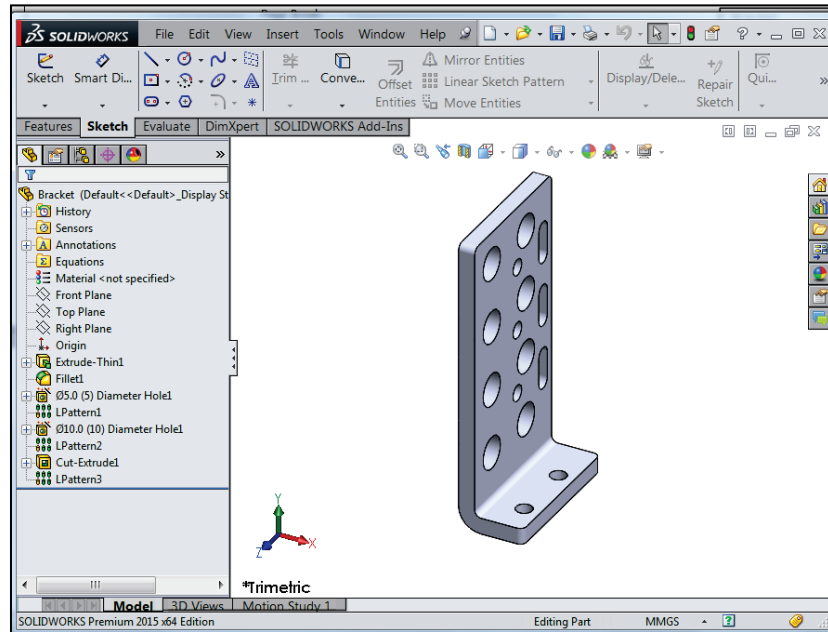 SOLIDWORKS File Edit View Insert Tools Window Help
Sketch Smart Di... Trim ... Conve... Offset Entities
Mirror Entities
Linear Sketch Pattern
Move Entities
Display/Dele... Repair Sketch Qui...
Features Sketch Evaluate DimXpert SOLIDWORKS Add-Ins
Bracket (Default<<Default>_Display St
History
Sensors
Annotations
Equations
Material <not specified>
Front Plane
Top Plane
Right Plane
Origin
Extrude-Thin1
Fillet1
Ø5.0 (5) Diameter Hole1
LPattern1
Ø10.0 (10) Diameter Hole1
LPattern2
Cut-Extrude1
LPattern3
Y
X
Z
*Trimetric
Model 3D Views Motion Study 1
SOLIDWORKS Premium 2015 x64 Edition Editing Part MMGS